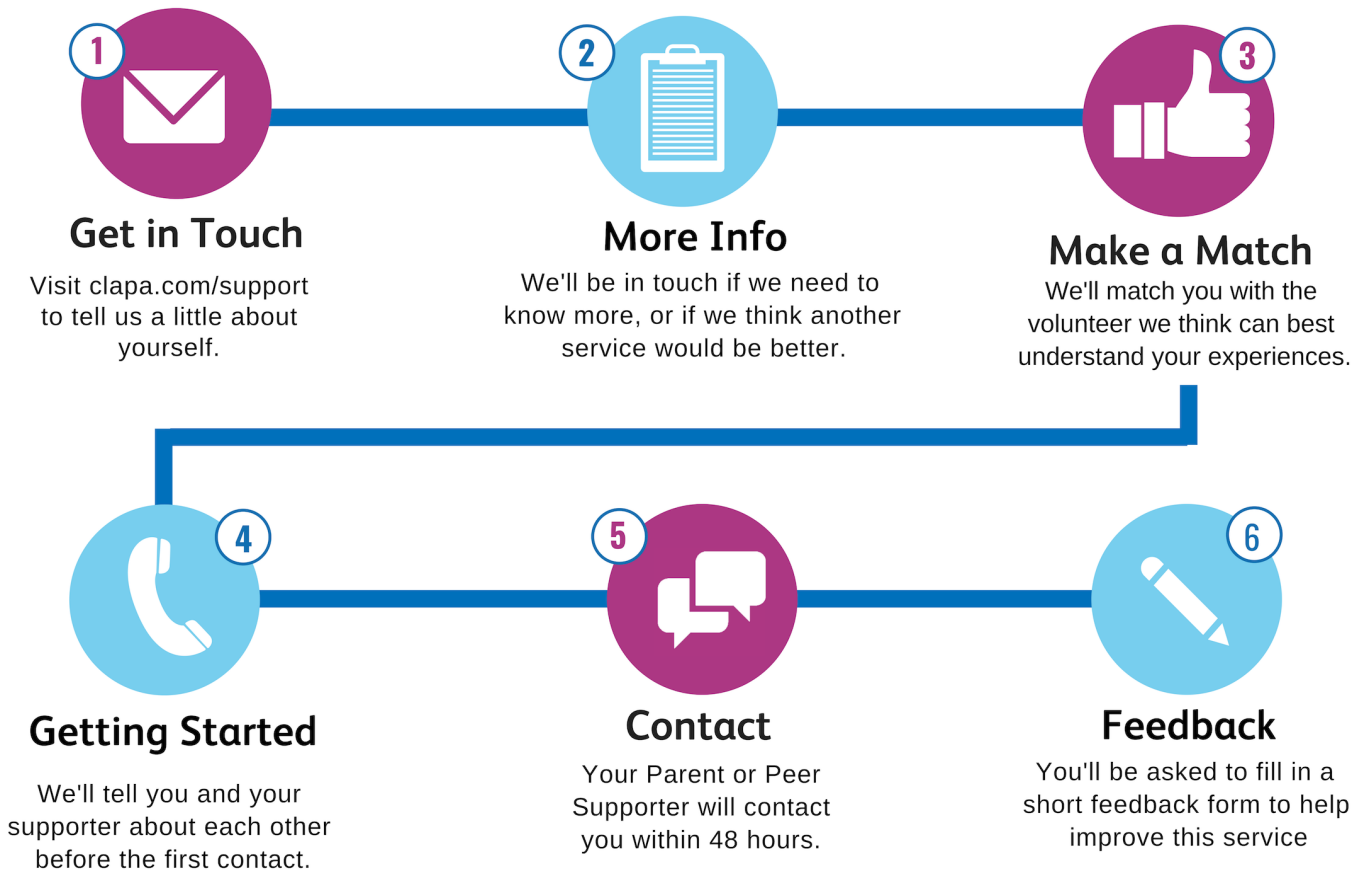 1
Get in Touch
Visit clapa.com/support
to tell us a little about
yourself.
2
More Info
We'll be in touch if we need to
know more, or if we think another
service would be better.
3
Make a Match
We'll match you with the
volunteer we think can best
understand your experiences.
4
Getting Started
We'll tell you and your
supporter about each other
before the first contact.
5
Contact
Your Parent or Peer
Supporter will contact
you within 48 hours.
6
Feedback
You'll be asked to fill in a
short feedback form to help
improve this service